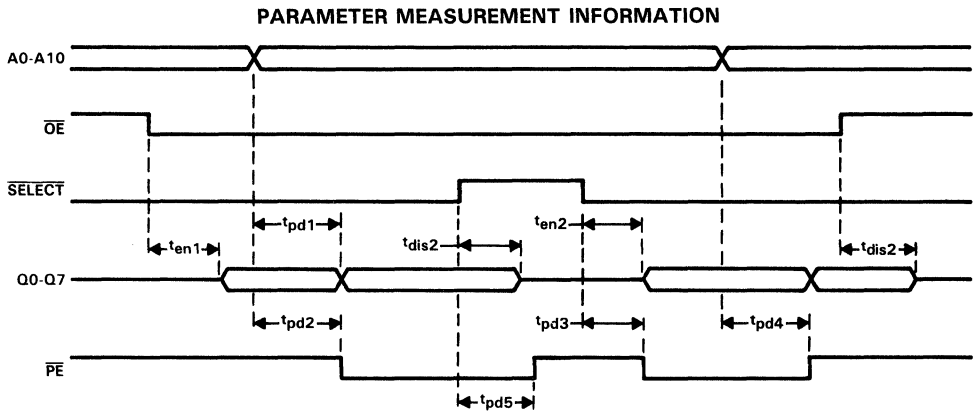 PARAMETER MEASUREMENT INFORMATION
A0-A10
OE
SELECT
tpd1
ten1
tdis2
ten2
tdis2
Q0-Q7
tpd2
tpd3
tpd4
PE
tpd5